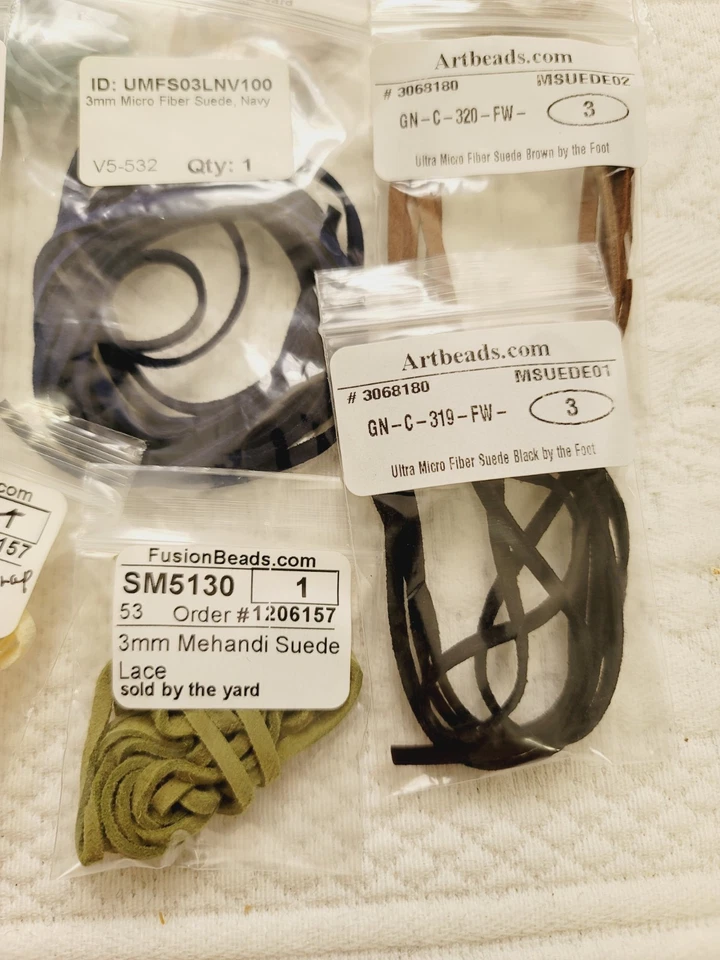 ID: UMFS03LNV100
3mm Micro Fiber Suede, Navy
V5-532 Qty: 1
Artbeads.com
# 3068180 MSUEDE02
GN-C-320-FW- 3
Ultra Micro Fiber Suede Brown by the Foot
Artbeads.com
# 3068180 MSUEDE01
GN-C-319-FW- 3
Ultra Micro Fiber Suede Black by the Foot
com
157
FusionBeads.com
SM5130 1
53 Order #1206157
3mm Mehandi Suede
Lace
sold by the yard